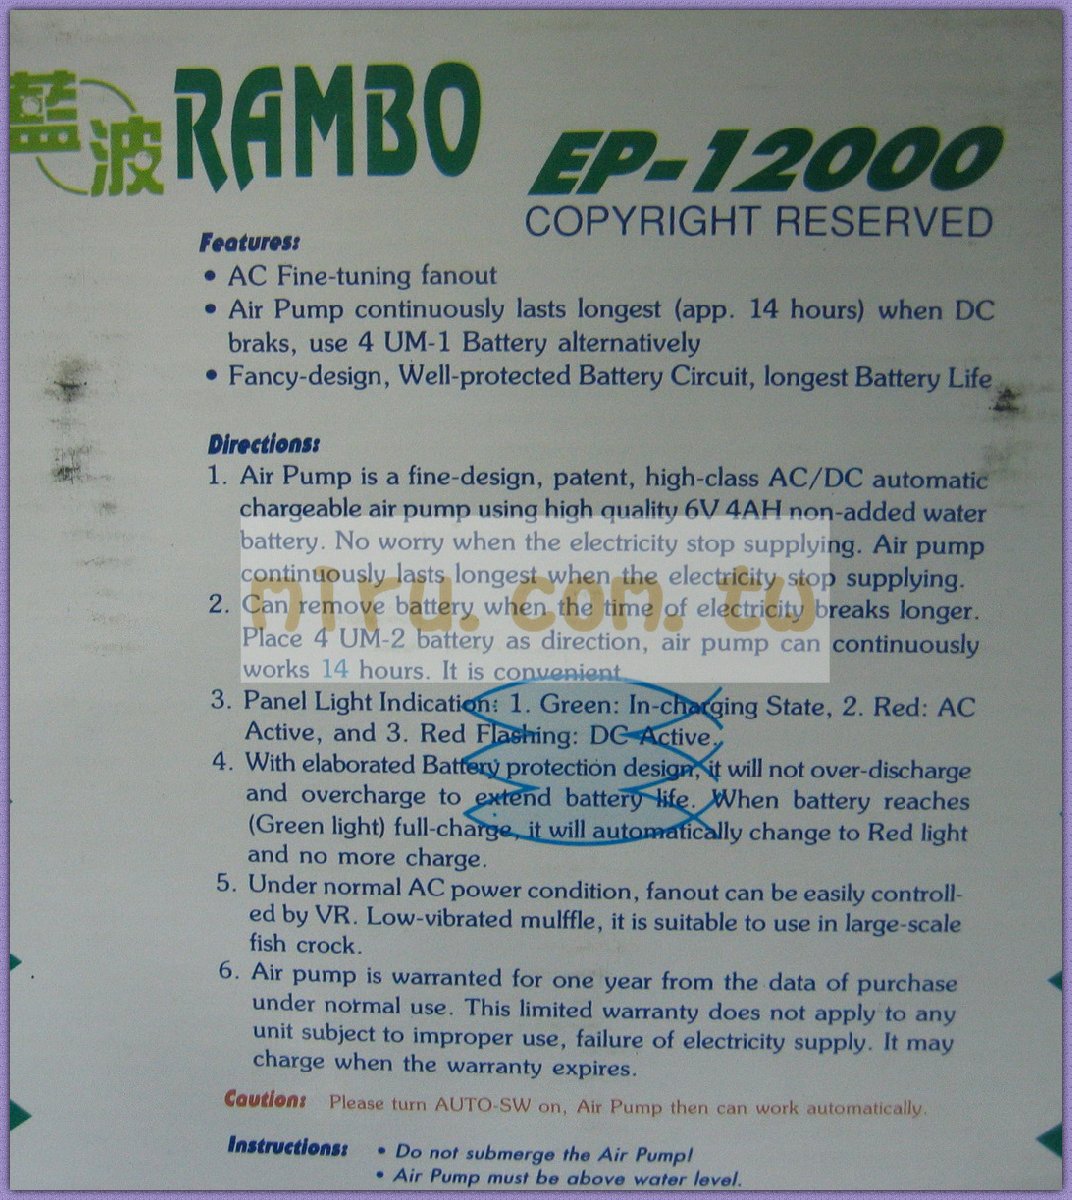 藍波 RAMBO
EP-12000
COPYRIGHT RESERVED
Features:
• AC Fine-tuning fanout
• Air Pump continuously lasts longest (app. 14 hours) when DC
braks, use 4 UM-1 Battery alternatively
• Fancy-design, Well-protected Battery Circuit, longest Battery Life
Directions:
1. Air Pump is a fine-design, patent, high-class AC/DC automatic
chargeable air pump using high quality 6V 4AH non-added water
battery. No worry when the electricity stop supplying. Air pump
continuously lasts longest when the electricity stop supplying.
miru.com.tw
2. Can remove battery when the time of electricity breaks longer.
Place 4 UM-2 battery as direction, air pump can continuously
works 14 hours. It is convenient.
3. Panel Light Indication: 1. Green: In-charging State, 2. Red: AC
Active, and 3. Red Flashing: DC Active.
4. With elaborated Battery protection design, it will not over-discharge
and overcharge to extend battery life. When battery reaches
(Green light) full-charge, it will automatically change to Red light
and no more charge.
5. Under normal AC power condition, fanout can be easily controll-
ed by VR. Low-vibrated mulffle, it is suitable to use in large-scale
fish crock.
6. Air pump is warranted for one year from the data of purchase
under normal use. This limited warranty does not apply to any
unit subject to improper use, failure of electricity supply. It may
charge when the warranty expires.
Caution: Please turn AUTO-SW on, Air Pump then can work automatically.
Instructions: • Do not submerge the Air Pump!
• Air Pump must be above water level.